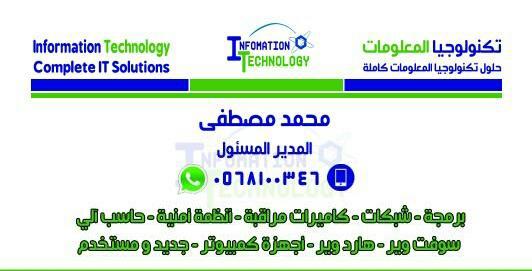 Information Technology
Complete IT Solutions
INFOMATION
TECHNOLOGY
تكنولوجيا المعلومات
حلول تكنولوجيا المعلومات كاملة
محمد مصطفى
المدير المسئول
٠٥٦٨١٠٠٣٤٦
برمجة - شبكات - كاميرات مراقبة - انظمة امنية - حاسب آلي
سوفت وير - هارد وير - اجهزة كمبيوتر - جديد و مستخدم